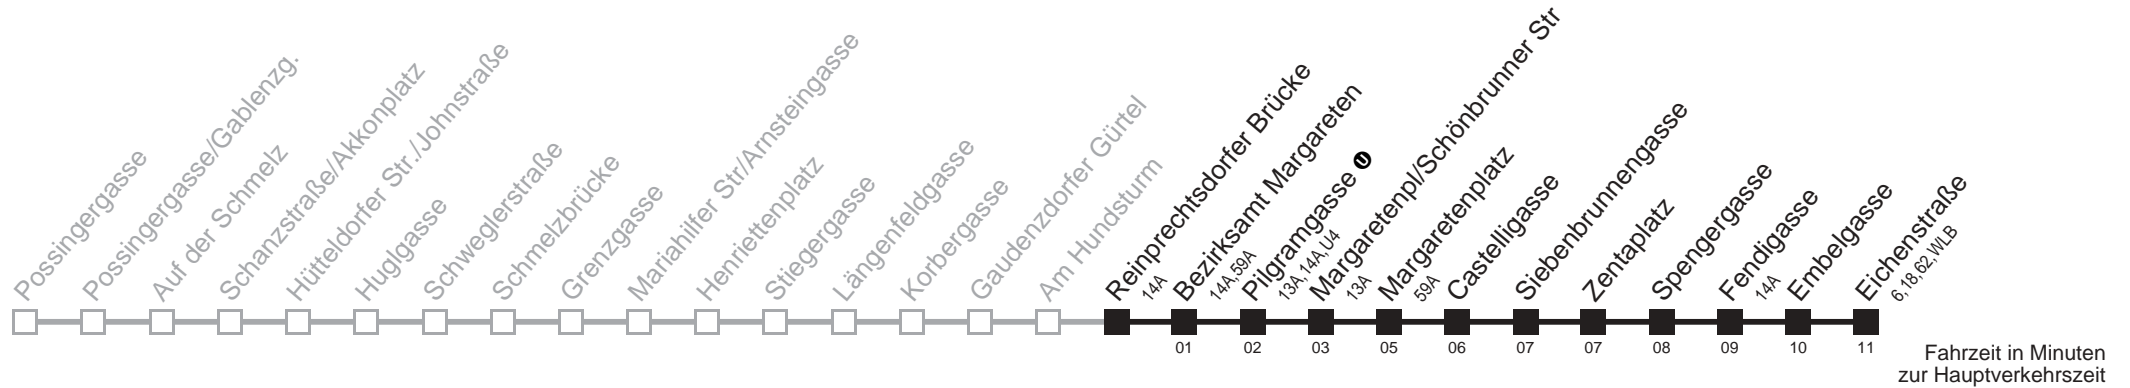 Possingergasse
Possingergasse/Gablenzg.
Auf der Schmelz
Schanzstraße/Akkonplatz
Hütteldorfer Str./Johnstraße
Huglgasse
Schweglerstraße
Schmelzbrücke
Grenzgasse
Mariahilfer Str/Arnsteingasse
Henriettenplatz
Stiegergasse
Längenfeldgasse
Korbergasse
Gaudenzdorfer Gürtel
Am Hundsturm
Reinprechtsdorfer Brücke
14A
Bezirksamt Margareten
14A, 59A
Pilgramgasse U
13A, 14A, U4
Margaretenpl/Schönbrunner Str
13A
Margaretenplatz
59A
Castelligasse
Siebenbrunnengasse
Zentaplatz
Spengergasse
Fendigasse
14A
Embelgasse
Eichenstraße
6, 18, 62, WLB
01 02 03 05 06 07 07 08 09 10 11
Fahrzeit in Minuten
zur Hauptverkehrszeit